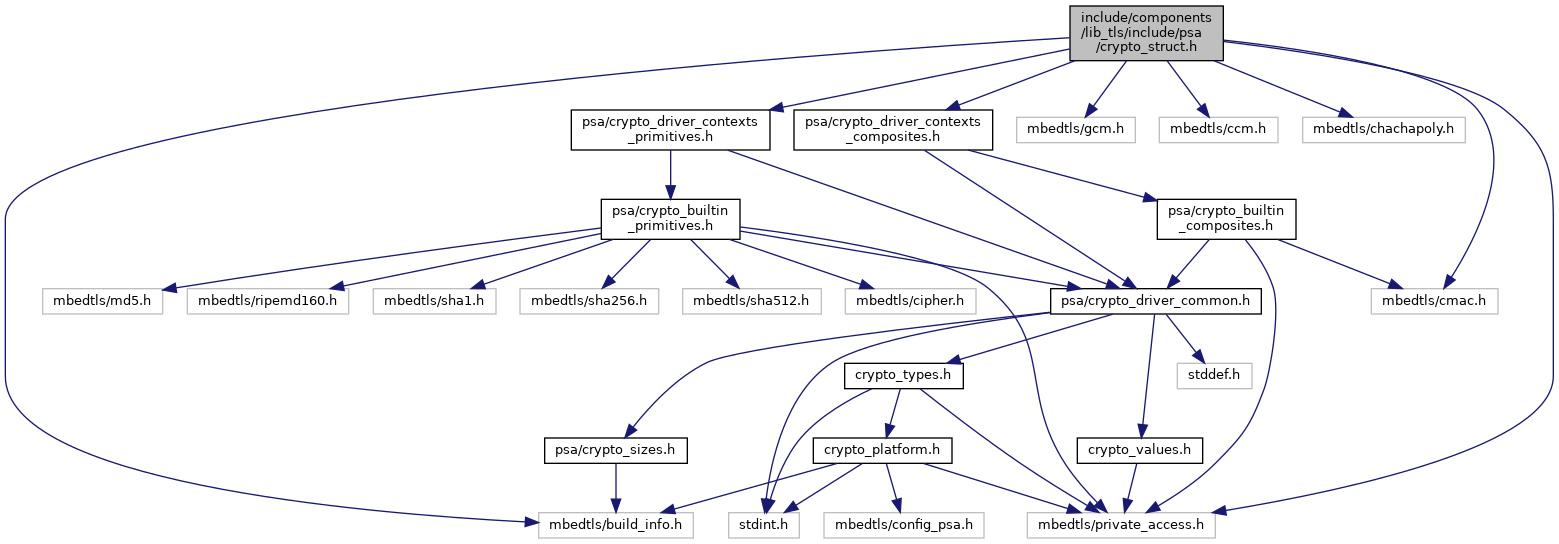 include/components
/lib_tls/include/psa
/crypto_struct.h
psa/crypto_driver_contexts
_primitives.h
psa/crypto_driver_contexts
_composites.h
mbedtls/gcm.h
mbedtls/ccm.h
mbedtls/chachapoly.h
psa/crypto_builtin
_primitives.h
psa/crypto_builtin
_composites.h
mbedtls/md5.h
mbedtls/ripemd160.h
mbedtls/sha1.h
mbedtls/sha256.h
mbedtls/sha512.h
mbedtls/cipher.h
psa/crypto_driver_common.h
mbedtls/cmac.h
crypto_types.h
stddef.h
psa/crypto_sizes.h
crypto_platform.h
crypto_values.h
mbedtls/build_info.h
stdint.h
mbedtls/config_psa.h
mbedtls/private_access.h